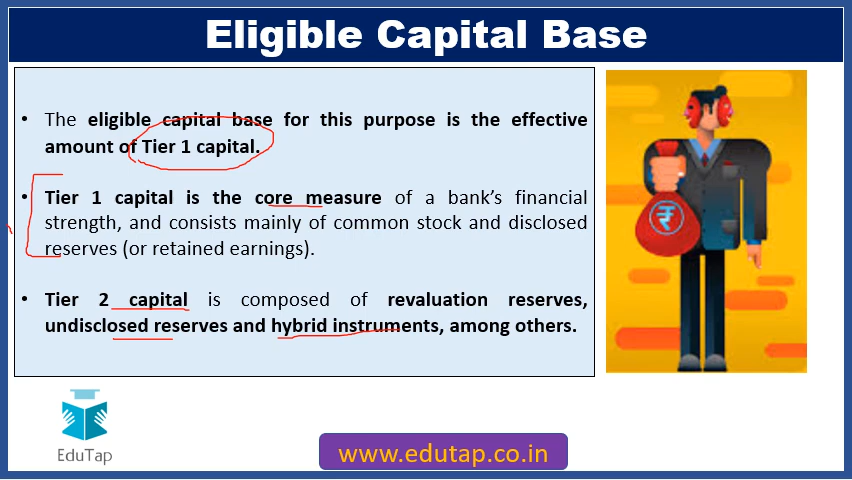 Eligible Capital Base
• The eligible capital base for this purpose is the effective
amount of Tier 1 capital.
• Tier 1 capital is the core measure of a bank's financial
strength, and consists mainly of common stock and disclosed
reserves (or retained earnings).
• Tier 2 capital is composed of revaluation reserves,
undisclosed reserves and hybrid instruments, among others.
₹
EduTap
www.edutap.co.in